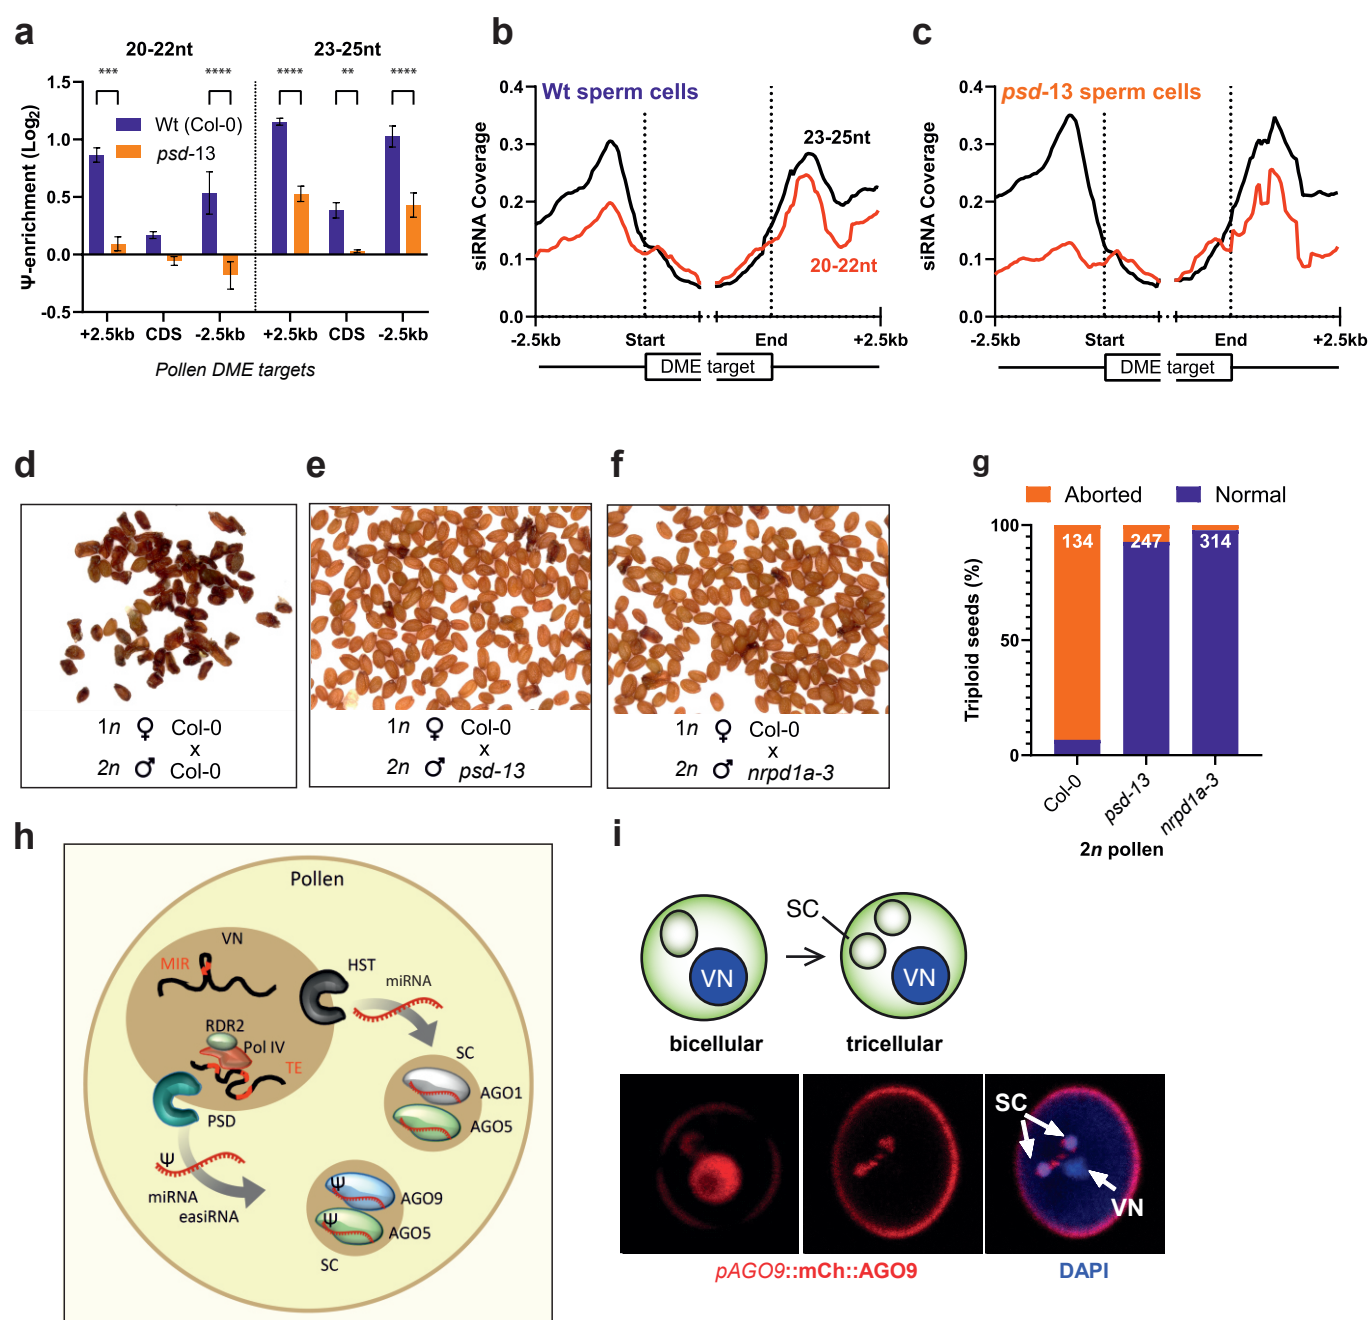 a
20-22nt
23-25nt
***
****
****
**
****
Ψ-enrichment (Log2)
1.5
1.0
0.5
0.0
-0.5
Wt (Col-0)
psd-13
+2.5kb
CDS
-2.5kb
+2.5kb
CDS
-2.5kb
Pollen DME targets
b
Wt sperm cells
siRNA Coverage
0.4
0.3
0.2
0.1
0.0
23-25nt
20-22nt
-2.5kb
Start
End
+2.5kb
DME target
c
psd-13 sperm cells
siRNA Coverage
0.4
0.3
0.2
0.1
0.0
-2.5kb
Start
End
+2.5kb
DME target
d
1n ♀ Col-0
x
2n ♂ Col-0
e
1n ♀ Col-0
x
2n ♂ psd-13
f
1n ♀ Col-0
x
2n ♂ nrpd1a-3
g
Aborted
Normal
Triploid seeds (%)
100
50
0
134
247
314
Col-0
psd-13
nrpd1a-3
2n pollen
h
Pollen
VN
MIR
HST
miRNA
RDR2
Pol IV
TE
PSD
SC
AGO1
AGO5
Ψ
miRNA
easiRNA
Ψ
AGO9
Ψ
AGO5
SC
i
SC
VN
VN
bicellular
tricellular
SC
VN
pAGO9::mCh::AGO9
DAPI